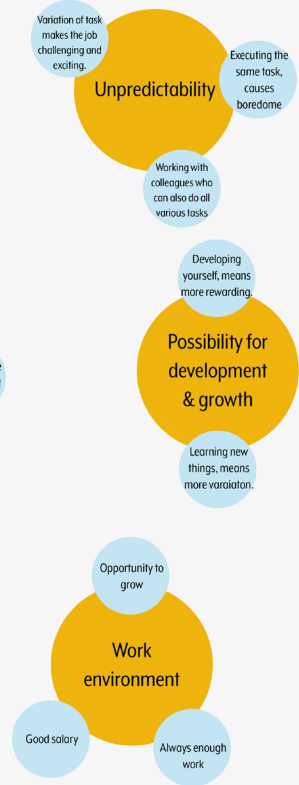 Variation of task
makes the job
challenging and
exciting.
Unpredictability
Executing the
same task,
causes
boredome
Working with
colleagues who
can also do all
various tasks
Developing
yourself, means
more rewarding.
Possibility for
development
& growth
Learning new
things, means
more varaiaton.
Opportunity to
grow
Work
environment
Good salary
Always enough
work